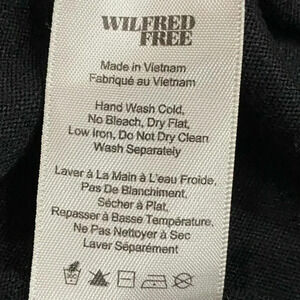 WILFRED
FREE
Made in Vietnam
Fabriqué au Vietnam
Hand Wash Cold,
No Bleach, Dry Flat,
Low Iron, Do Not Dry Clean
Wash Separately
Laver à La Main à L'eau Froide,
Pas De Blanchiment,
Sécher à Plat,
Repasser à Basse Température,
Ne Pas Nettoyer à Sec
Laver Séparément